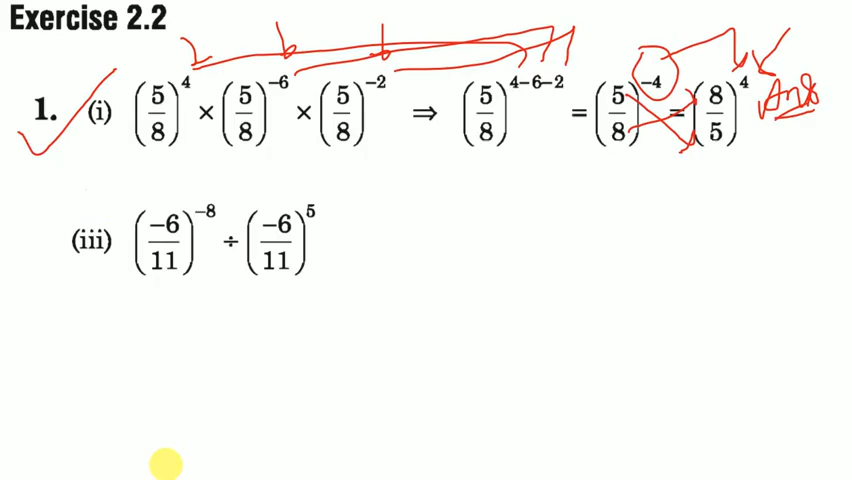 Exercise 2.2
1. (i) (5/8)^4 × (5/8)^−6 × (5/8)^−2 ⇒ (5/8)^4−6−2 = (5/8)^−4 = (8/5)^4 Ans
(iii) (−6/11)^−8 ÷ (−6/11)^5